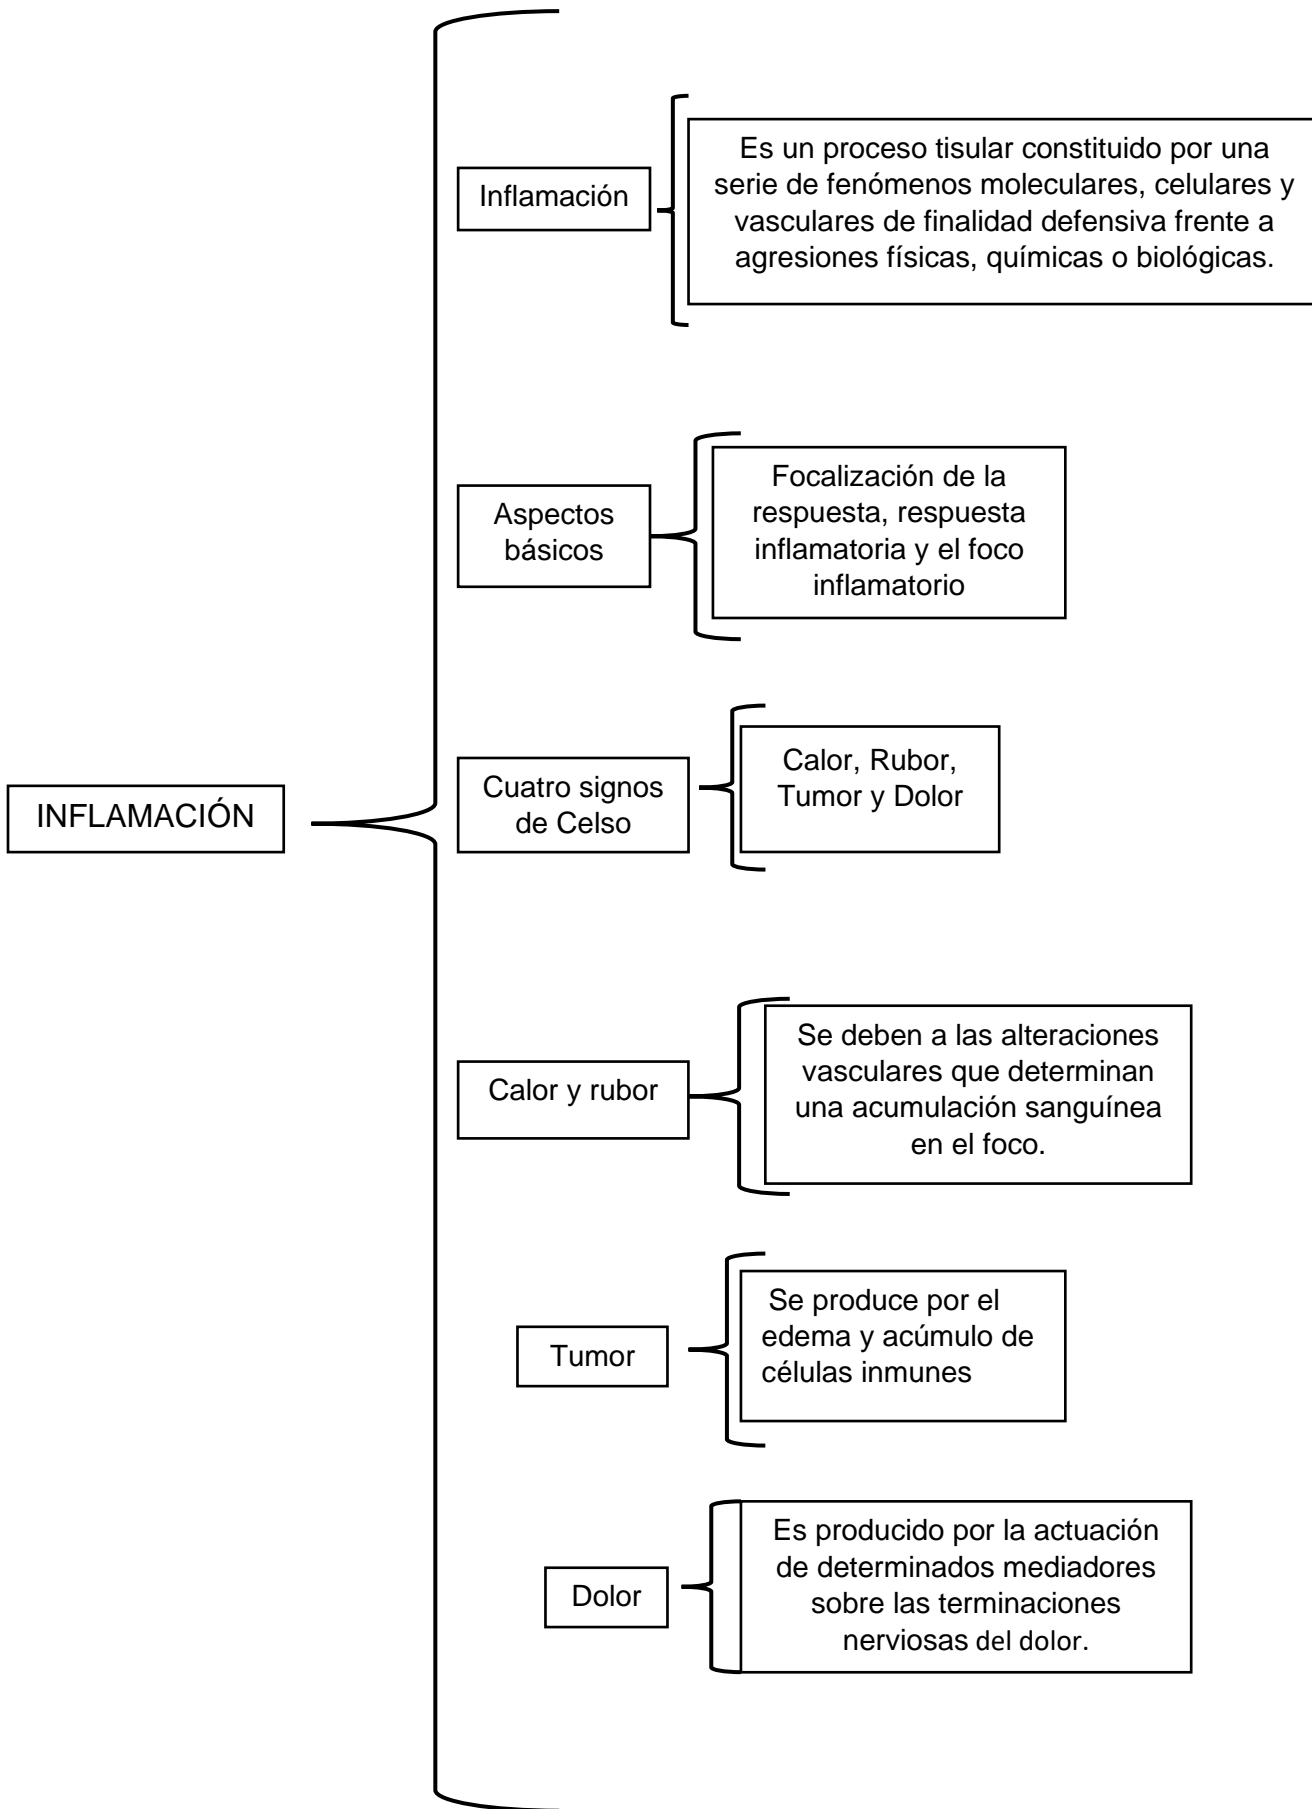 INFLAMACIÓN
Inflamación
Es un proceso tisular constituido por una
serie de fenómenos moleculares, celulares y
vasculares de finalidad defensiva frente a
agresiones físicas, químicas o biológicas.
Aspectos
básicos
Focalización de la
respuesta, respuesta
inflamatoria y el foco
inflamatorio
Cuatro signos
de Celso
Calor, Rubor,
Tumor y Dolor
Calor y rubor
Se deben a las alteraciones
vasculares que determinan
una acumulación sanguínea
en el foco.
Tumor
Se produce por el
edema y acúmulo de
células inmunes
Dolor
Es producido por la actuación
de determinados mediadores
sobre las terminaciones
nerviosas del dolor.